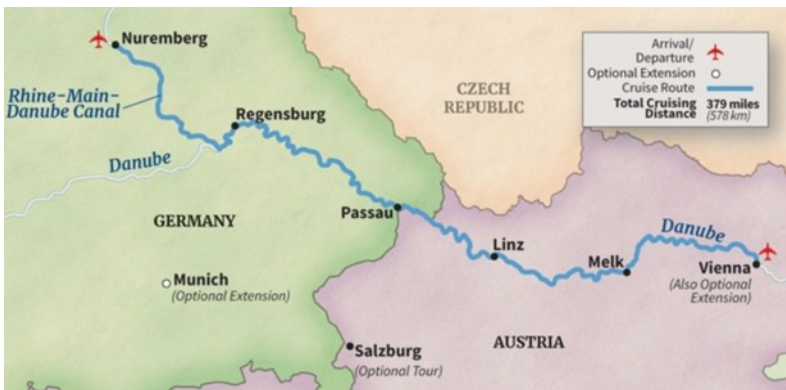 Nuremberg
Rhine–Main–
Danube Canal
Regensburg
Danube
GERMANY
Munich
(Optional Extension)
Passau
CZECH
REPUBLIC
Arrival/
Departure
Optional Extension
Cruise Route
Total Cruising 379 miles
Distance (578 km)
Linz
Melk
Danube
Vienna
(Also Optional
Extension)
Salzburg
(Optional Tour)
AUSTRIA